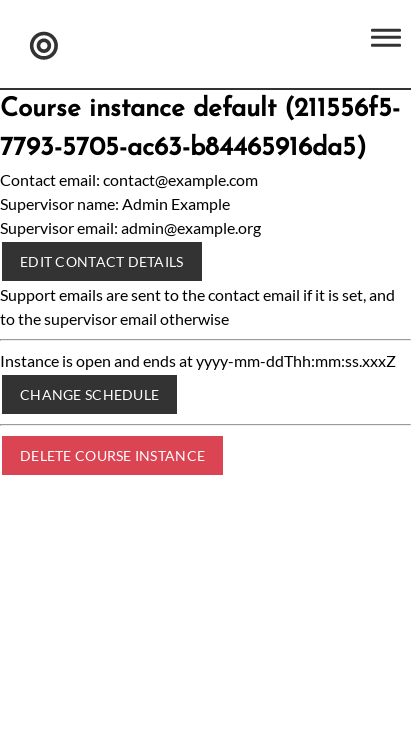 Course instance default (211556f5-
7793-5705-ac63-b84465916da5)
Contact email: contact@example.com
Supervisor name: Admin Example
Supervisor email: admin@example.org
EDIT CONTACT DETAILS
Support emails are sent to the contact email if it is set, and
to the supervisor email otherwise
Instance is open and ends at yyyy-mm-ddThh:mm:ss.xxxZ
CHANGE SCHEDULE
DELETE COURSE INSTANCE